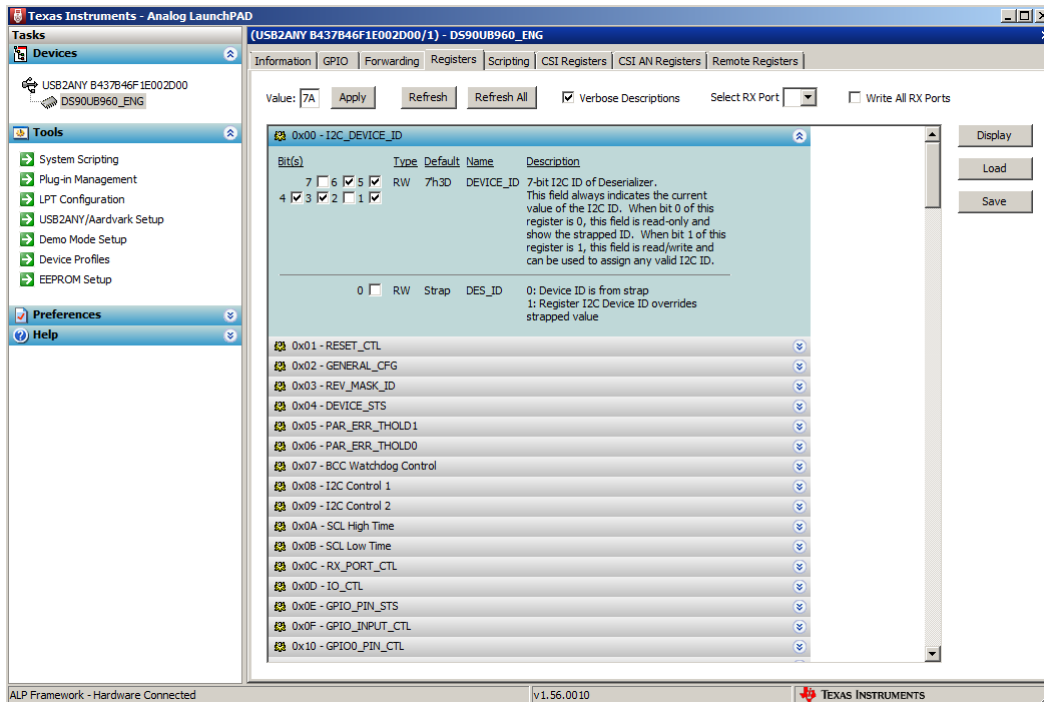 Texas Instruments - Analog LaunchPAD
Tasks
Devices
USB2ANY B437B46F1E002D00
DS90UB960_ENG
Tools
System Scripting
Plug-in Management
LPT Configuration
USB2ANY/Aardvark Setup
Demo Mode Setup
Device Profiles
EEPROM Setup
Preferences
Help
(USB2ANY B437B46F1E002D00/1) - DS90UB960_ENG
Information GPIO Forwarding Registers Scripting CSI Registers CSI AN Registers Remote Registers
Value: 7A Apply Refresh Refresh All Verbose Descriptions Select RX Port Write All RX Ports
Display
Load
Save
0x00 - I2C_DEVICE_ID
Bit(s) Type Default Name Description
7 6 5 RW 7h3D DEVICE_ID 7-bit I2C ID of Deserializer.
4 3 2 1 This field always indicates the current
value of the I2C ID. When bit 0 of this
register is 0, this field is read-only and
show the strapped ID. When bit 1 of this
register is 1, this field is read/write and
can be used to assign any valid I2C ID.
0 RW Strap DES_ID 0: Device ID is from strap
1: Register I2C Device ID overrides
strapped value
0x01 - RESET_CTL
0x02 - GENERAL_CFG
0x03 - REV_MASK_ID
0x04 - DEVICE_STS
0x05 - PAR_ERR_THOLD1
0x06 - PAR_ERR_THOLD0
0x07 - BCC Watchdog Control
0x08 - I2C Control 1
0x09 - I2C Control 2
0x0A - SCL High Time
0x0B - SCL Low Time
0x0C - RX_PORT_CTL
0x0D - IO_CTL
0x0E - GPIO_PIN_STS
0x0F - GPIO_INPUT_CTL
0x10 - GPIO0_PIN_CTL
ALP Framework - Hardware Connected v1.56.0010 TEXAS INSTRUMENTS